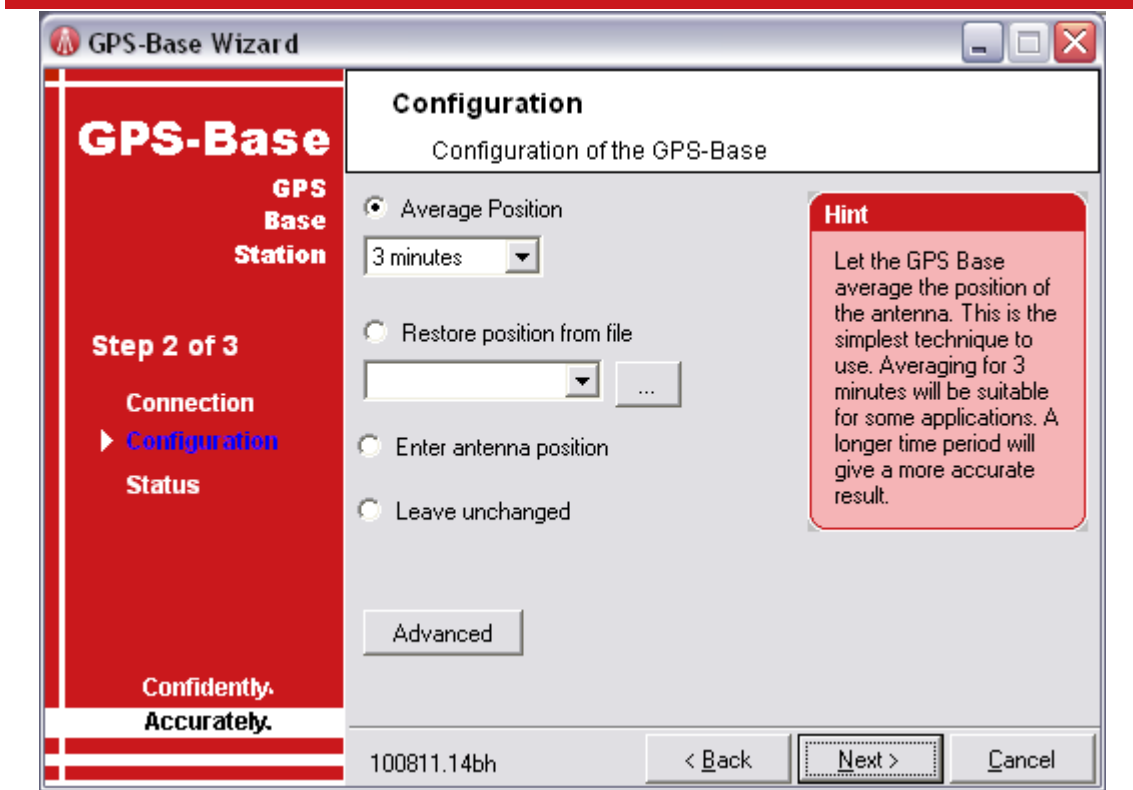 GPS-Base Wizard
GPS-Base
GPS
Base
Station
Step 2 of 3
Connection
Configuration
Status
Confidently.
Accurately.
Configuration
Configuration of the GPS-Base
Average Position
3 minutes
Restore position from file
...
Enter antenna position
Leave unchanged
Advanced
Hint
Let the GPS Base
average the position of
the antenna. This is the
simplest technique to
use. Averaging for 3
minutes will be suitable
for some applications. A
longer time period will
give a more accurate
result.
100811.14bh
< Back
Next >
Cancel